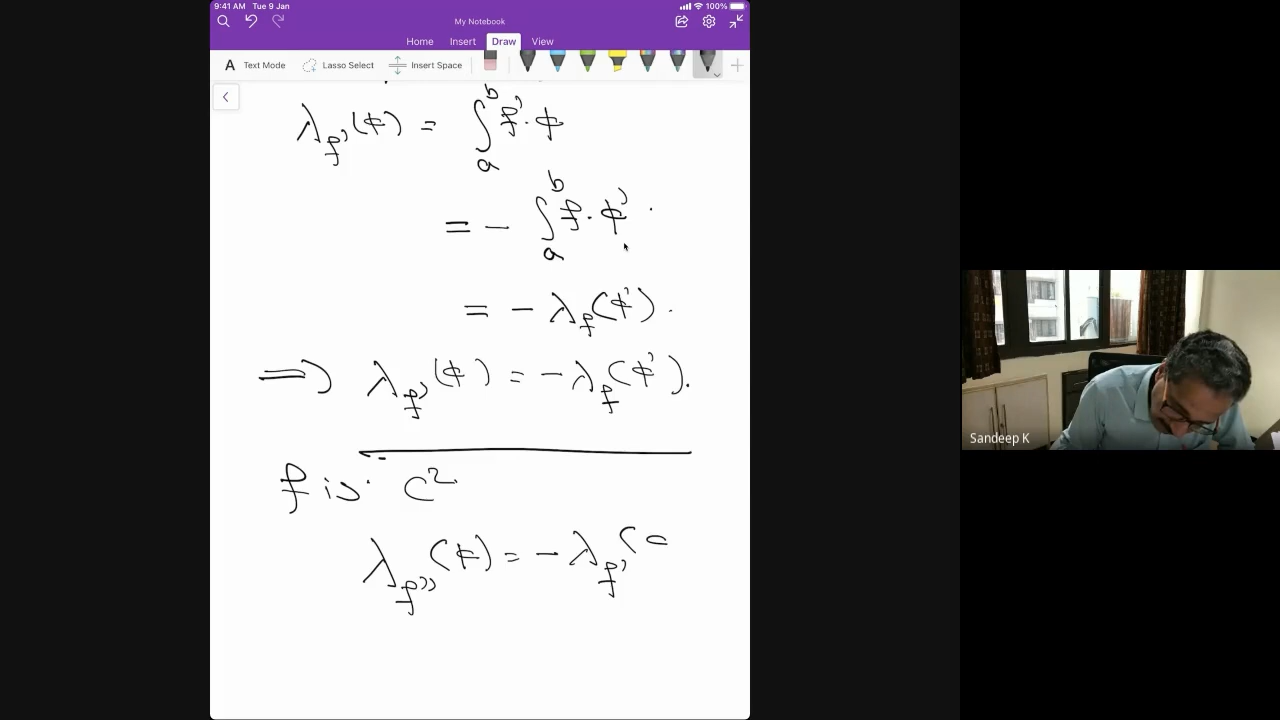 9:41 AM Tue 9 Jan
100%
My Notebook
Home Insert Draw View
A Text Mode Lasso Select Insert Space
λ_{f'}(ϕ) = ∫_a^b f'·ϕ
= - ∫_a^b f·ϕ'.
= - λ_f(ϕ').
⇒ λ_{f'}(ϕ) = -λ_f(ϕ').
f is C².
λ_{f''}(ϕ) = -λ_{f'}(
Sandeep K